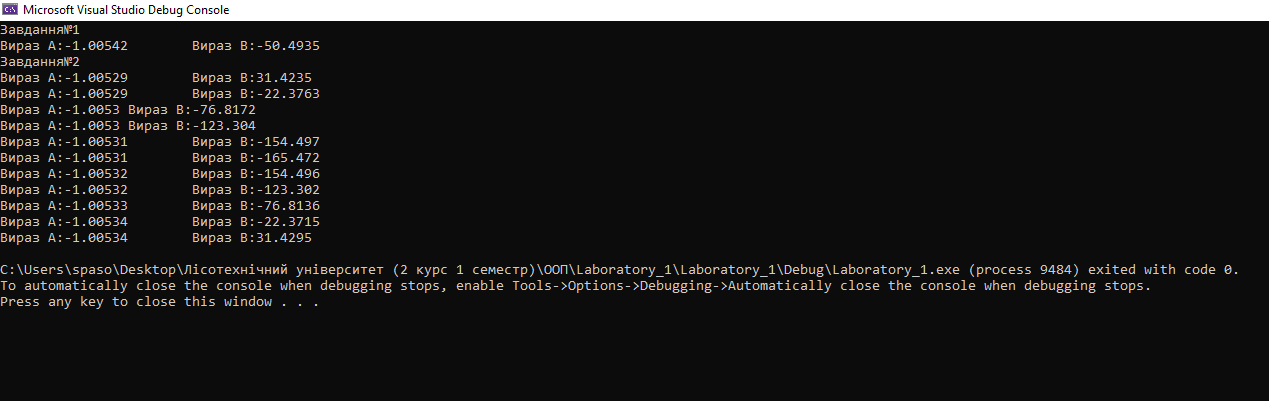 Microsoft Visual Studio Debug Console
Завдання№1
Вираз A:-1.00542 Вираз B:-50.4935
Завдання№2
Вираз A:-1.00529 Вираз B:31.4235
Вираз A:-1.00529 Вираз B:-22.3763
Вираз A:-1.0053 Вираз B:-76.8172
Вираз A:-1.0053 Вираз B:-123.304
Вираз A:-1.00531 Вираз B:-154.497
Вираз A:-1.00531 Вираз B:-165.472
Вираз A:-1.00532 Вираз B:-154.496
Вираз A:-1.00532 Вираз B:-123.302
Вираз A:-1.00533 Вираз B:-76.8136
Вираз A:-1.00534 Вираз B:-22.3715
Вираз A:-1.00534 Вираз B:31.4295
C:\Users\spaso\Desktop\Лісотехнічний університет (2 курс 1 семестр)\ООП\Laboratory_1\Laboratory_1\Debug\Laboratory_1.exe (process 9484) exited with code 0.
To automatically close the console when debugging stops, enable Tools->Options->Debugging->Automatically close the console when debugging stops.
Press any key to close this window . . .